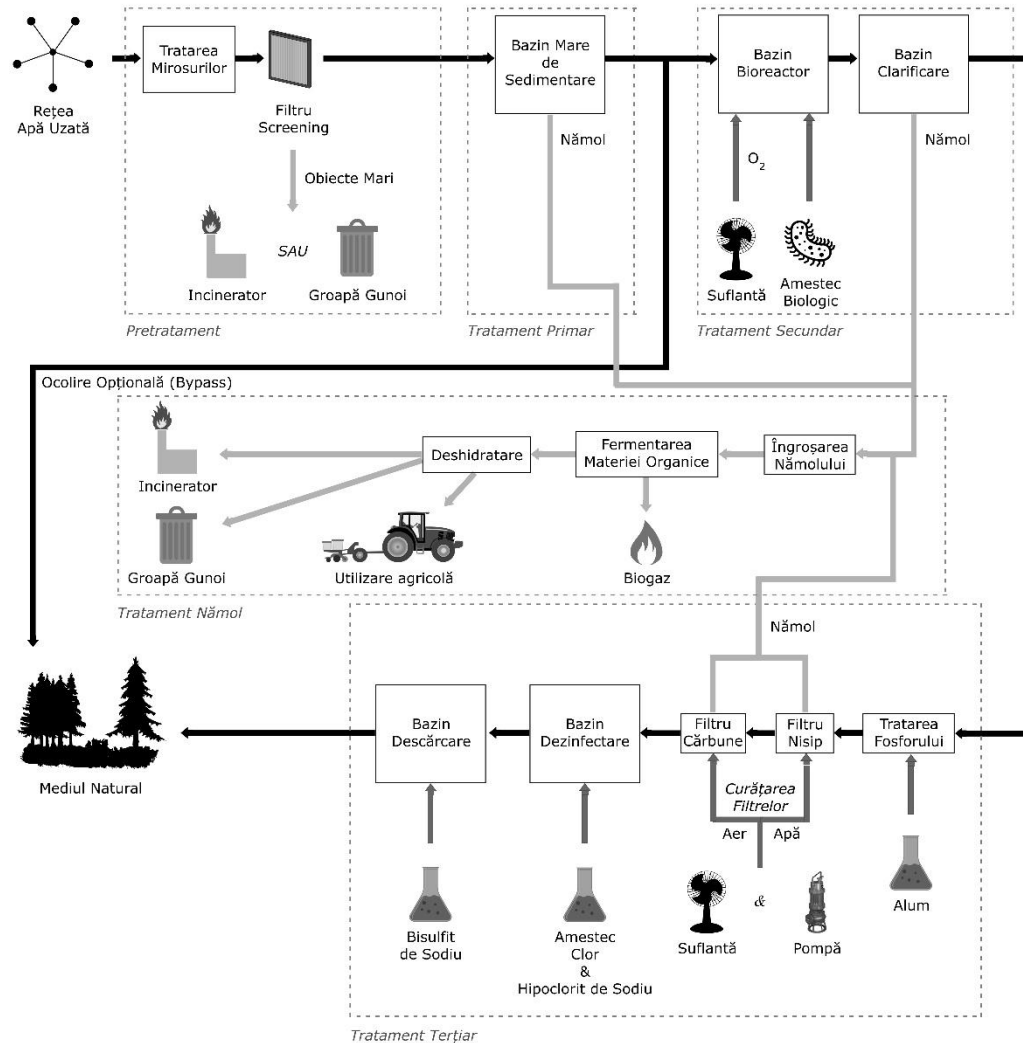 Rețea
Apă Uzată
Tratarea
Mirosurilor
Filtru
Screening
Obiecte Mari
SAU
Incinerator
Groapă Gunoi
Pretratament
Bazin Mare
de
Sedimentare
Nămol
Tratament Primar
Bazin
Bioreactor
Bazin
Clarificare
O₂
Nămol
Suflantă
Amestec
Biologic
Tratament Secundar
Ocolire Opțională (Bypass)
Îngroșarea
Nămolului
Fermentarea
Materiei Organice
Deshidratare
Incinerator
Groapă Gunoi
Utilizare agricolă
Biogaz
Tratament Nămol
Nămol
Tratarea
Fosforului
Filtru
Nisip
Filtru
Cărbune
Bazin
Dezinfectare
Bazin
Descărcare
Mediul Natural
Curățarea
Filtrelor
Aer
Apă
Suflantă
&
Pompă
Alum
Amestec
Clor
&
Hipoclorit de Sodiu
Bisulfit
de Sodiu
Tratament Terțiar